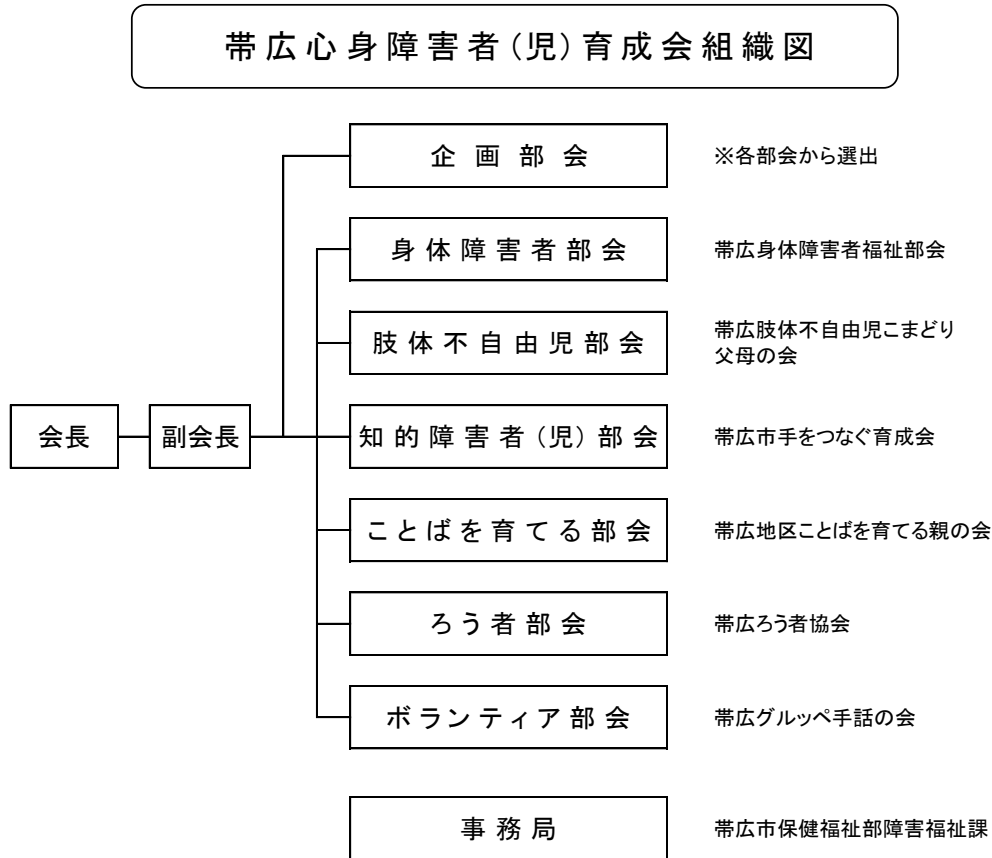 帯広心身障害者（児）育成会組織図
企画部会 ※各部会から選出
身体障害者部会 帯広身体障害者福祉部会
肢体不自由児部会 帯広肢体不自由児こまどり
父母の会
会長 副会長 知的障害者（児）部会 帯広市手をつなぐ育成会
ことばを育てる部会 帯広地区ことばを育てる親の会
ろう者部会 帯広ろう者協会
ボランティア部会 帯広グルッペ手話の会
事務局 帯広市保健福祉部障害福祉課